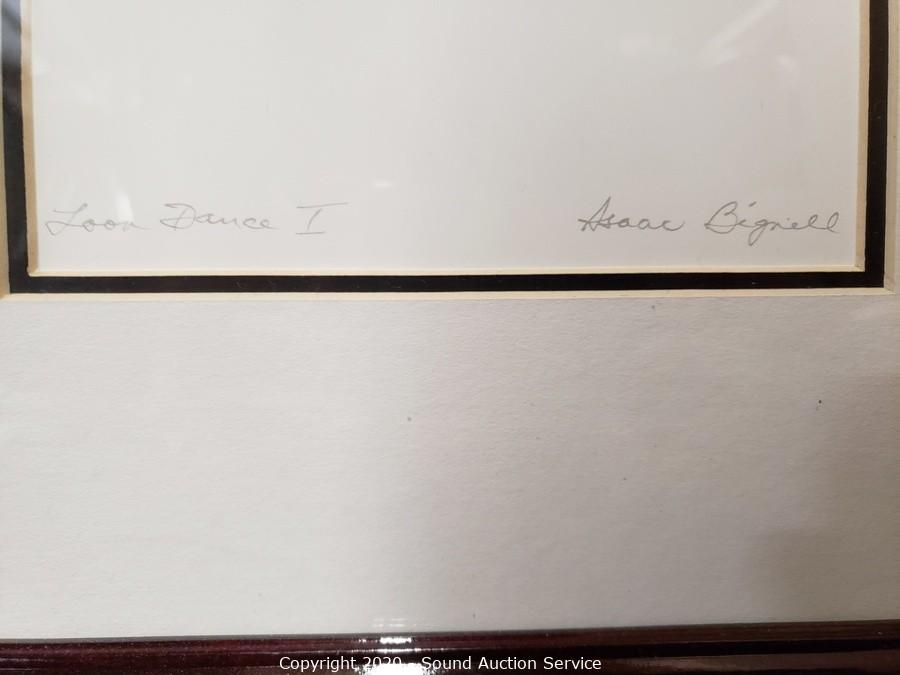 Loon Dance I Isaac Bignell
Copyright 2020 - Sound Auction Service